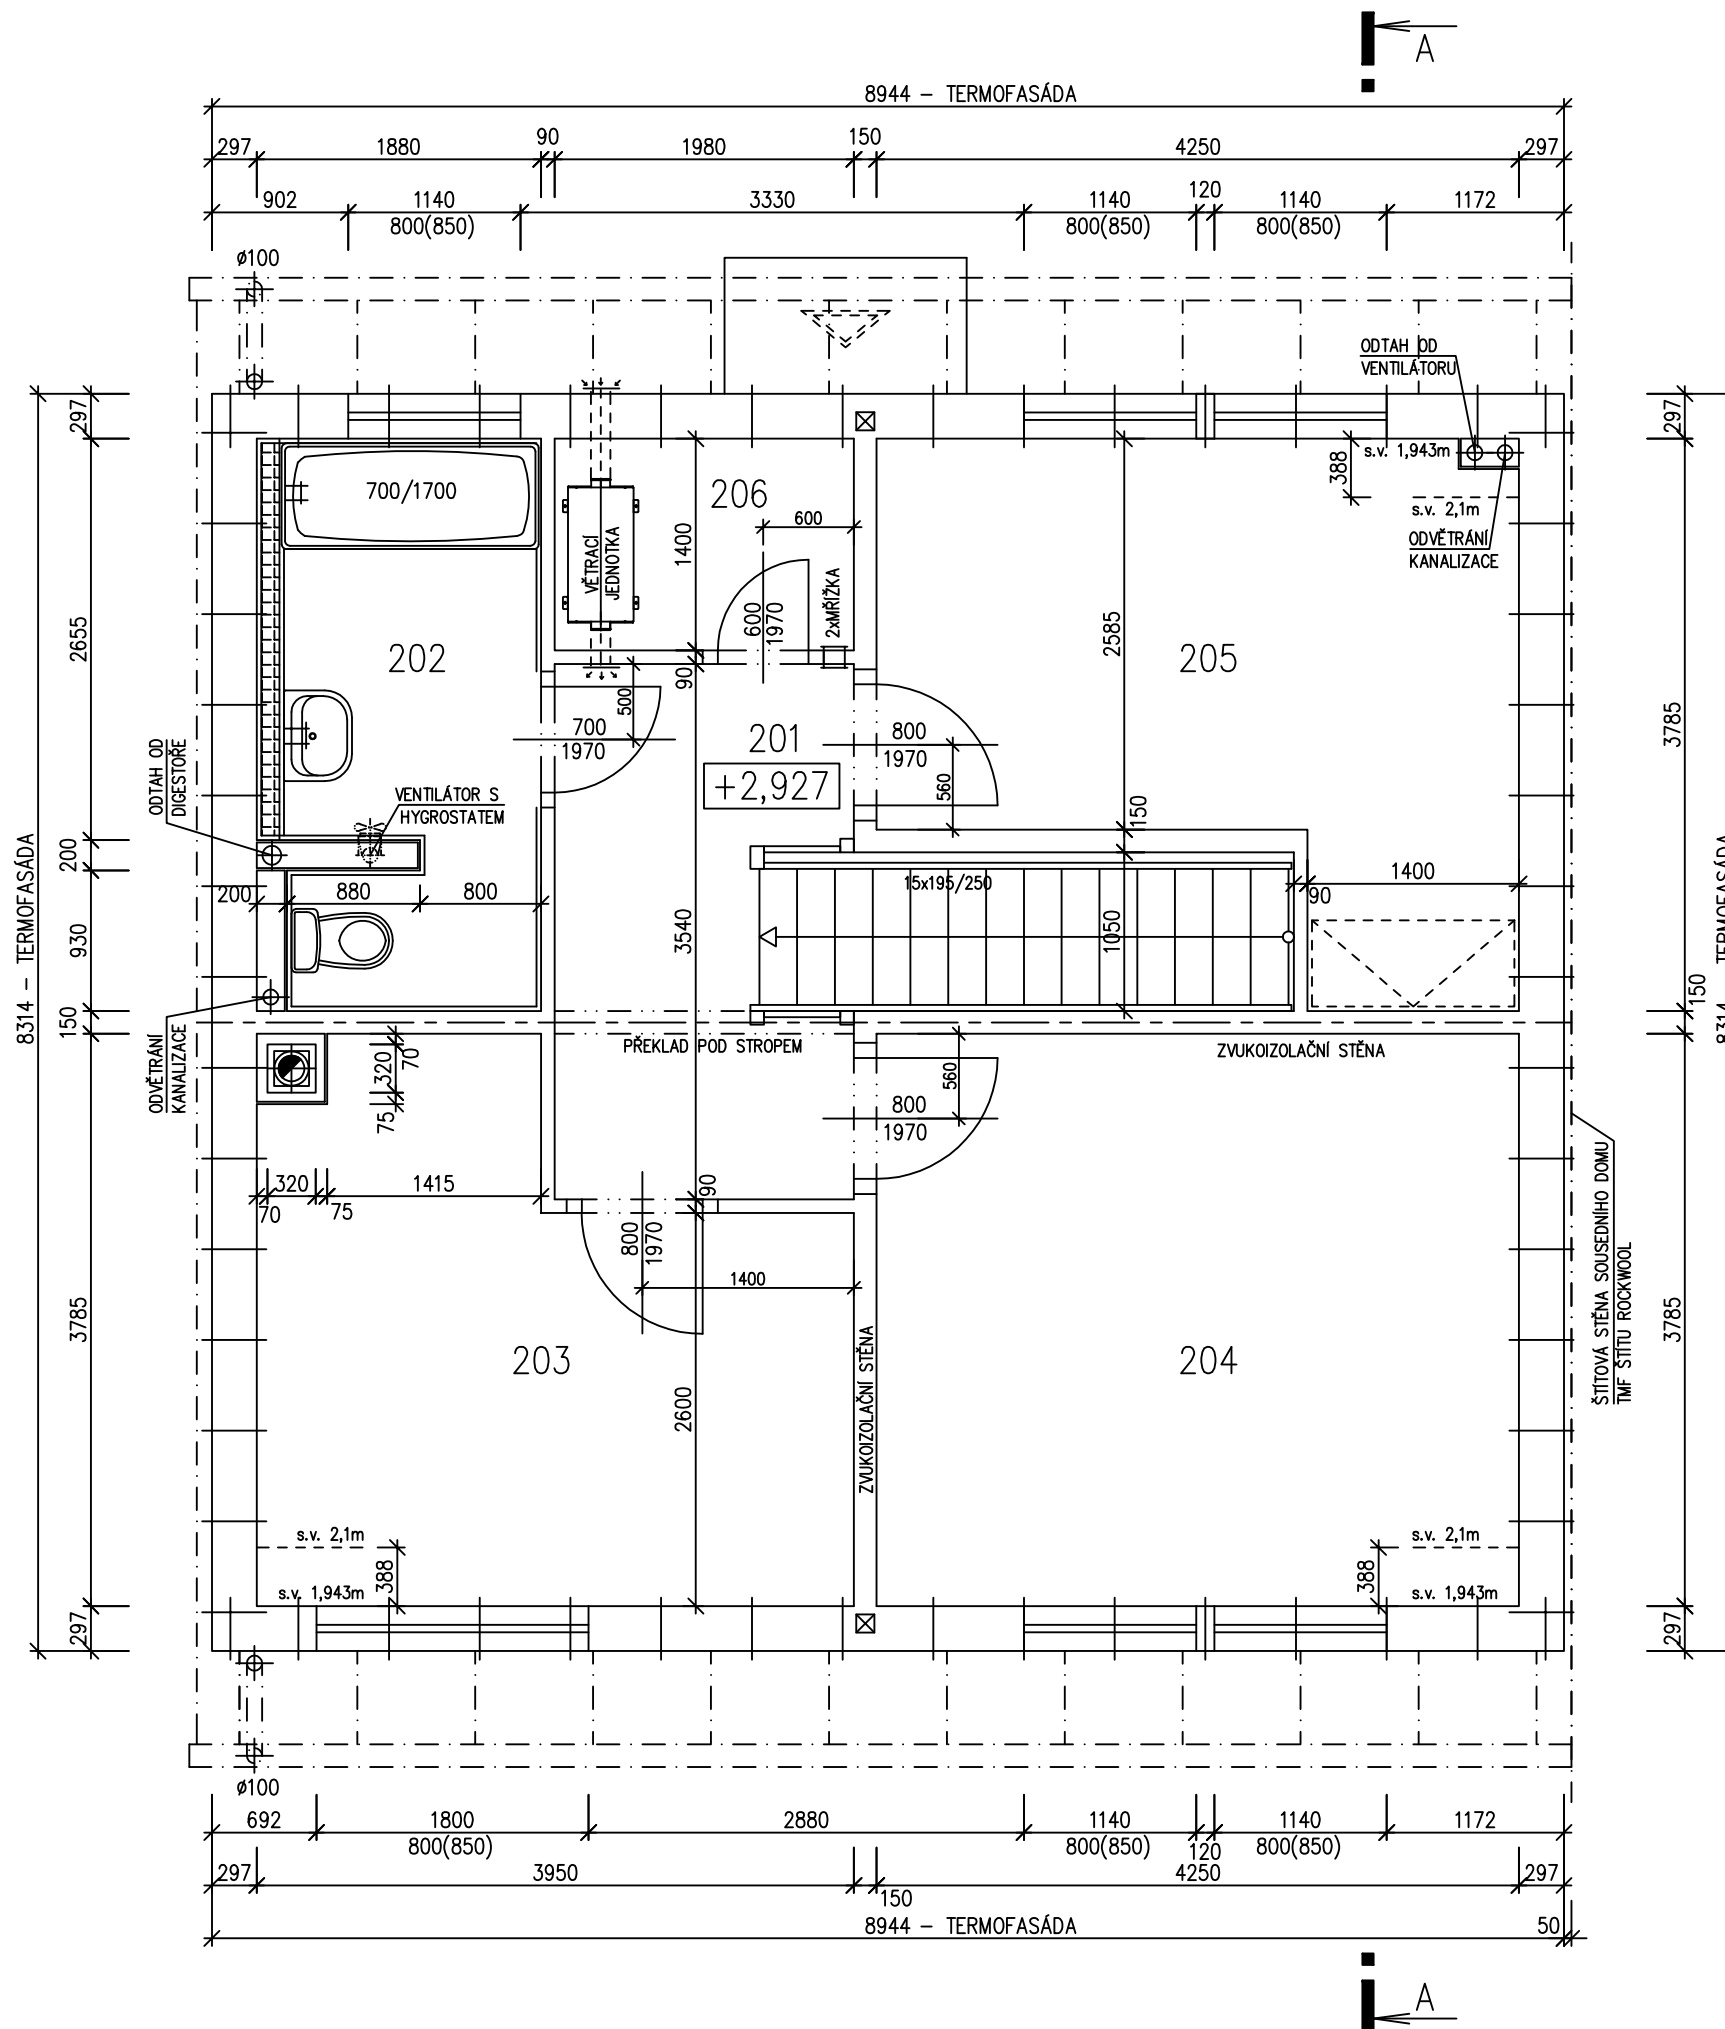 A
8944 – TERMOFASÁDA
297 1880 90 1980 150 4250 297
902 1140 3330 1140 120 1140 1172
800(850) 800(850) 800(850)
ø100
ODTAH OD
VENTILÁTORU
297
297
s.v. 1,943m
388
s.v. 2,1m
ODVĚTRÁNÍ
KANALIZACE
700/1700
206
600
1400
VĚTRACÍ
JEDNOTKA
2xMŘÍŽKA
600
1970
2655
202
2585
205
90
500
700
1970
201
+2,927
800
1970
560
3785
ODTAH OD
DIGESTOŘE
VENTILÁTOR S
HYGROSTATEM
150
8314 – TERMOFASÁDA
200
200 880 800
15x195/250
1400
90
930
3540
1050
8314 – TERMOFASÁDA
150
150
ODVĚTRÁNÍ
KANALIZACE
PŘEKLAD POD STROPEM
ZVUKOIZOLAČNÍ STĚNA
320
70
75
560
800
1970
320 1415
70 75
90
800
1970
1400
3785
203
204
2600
ZVUKOIZOLAČNÍ STĚNA
3785
ŠTÍTOVÁ STĚNA SOUSEDNÍHO DOMU
TMF ŠTÍTU ROCKWOOL
s.v. 2,1m
388
s.v. 1,943m
s.v. 2,1m
388
s.v. 1,943m
297
297
ø100
692 1800 2880 1140 1140 1172
800(850) 800(850) 120 800(850)
297 3950 4250 297
150
8944 – TERMOFASÁDA 50
A